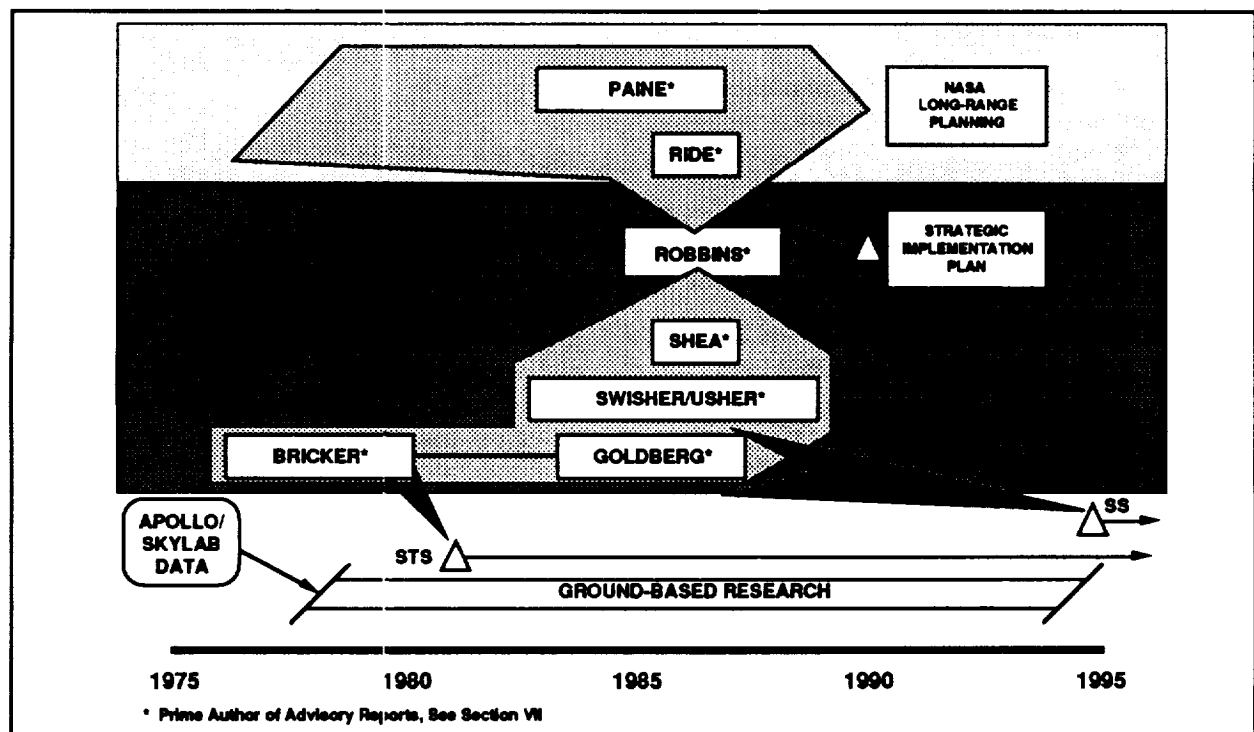 PAINE*
NASA
LONG-RANGE
PLANNING
RIDE*
ROBBINS*
STRATEGIC
IMPLEMENTATION
PLAN
SHEA*
SWISHER/USHER*
BRICKER*
GOLDBERG*
APOLLO/
SKYLAB
DATA
SS
STS
GROUND-BASED RESEARCH
1975 1980 1985 1990 1995
* Prime Author of Advisory Reports, See Section VII